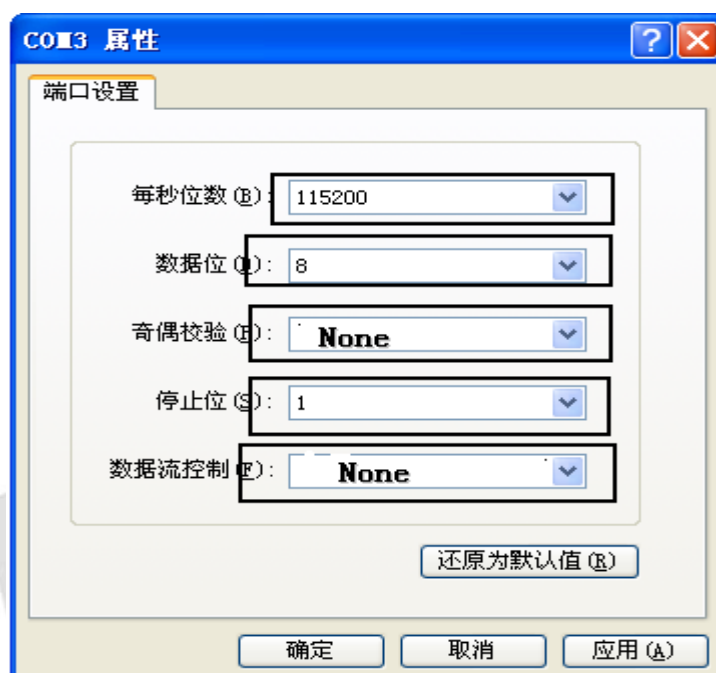 COM3 属性
端口设置
每秒位数(B): 115200
数据位(D): 8
奇偶校验(P): None
停止位(S): 1
数据流控制(F): None
还原为默认值(R)
确定 取消 应用(A)